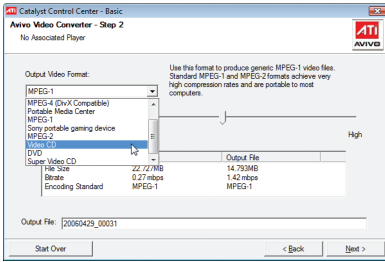 Catalyst Control Center - Basic
Avivo Video Converter - Step 2
No Associated Player
ATI
AVIVO
Output Video Format:
Use this format to produce generic MPEG-1 video files.
Standard MPEG-1 and MPEG-2 formats achieve very
high compression rates and are portable to most
computers.
MPEG-1
MPEG-4 (DivX Compatible)
Portable Media Center
MPEG-1
Sony portable gaming device
MPEG-2
Video CD
DVD
Super Video CD
High
Output File
File Size 22.727MB 14.793MB
Bitrate 0.27 mbps 1.42 mbps
Encoding Standard MPEG-1 MPEG-1
Output File: 20060429_00031
Start Over < Back Next >